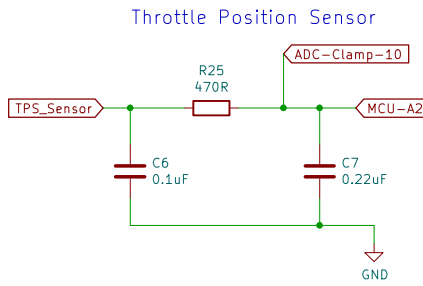 Throttle Position Sensor
ADC-Clamp-10
R25
470R
TPS_Sensor
MCU-A2
C6
0.1uF
C7
0.22uF
GND